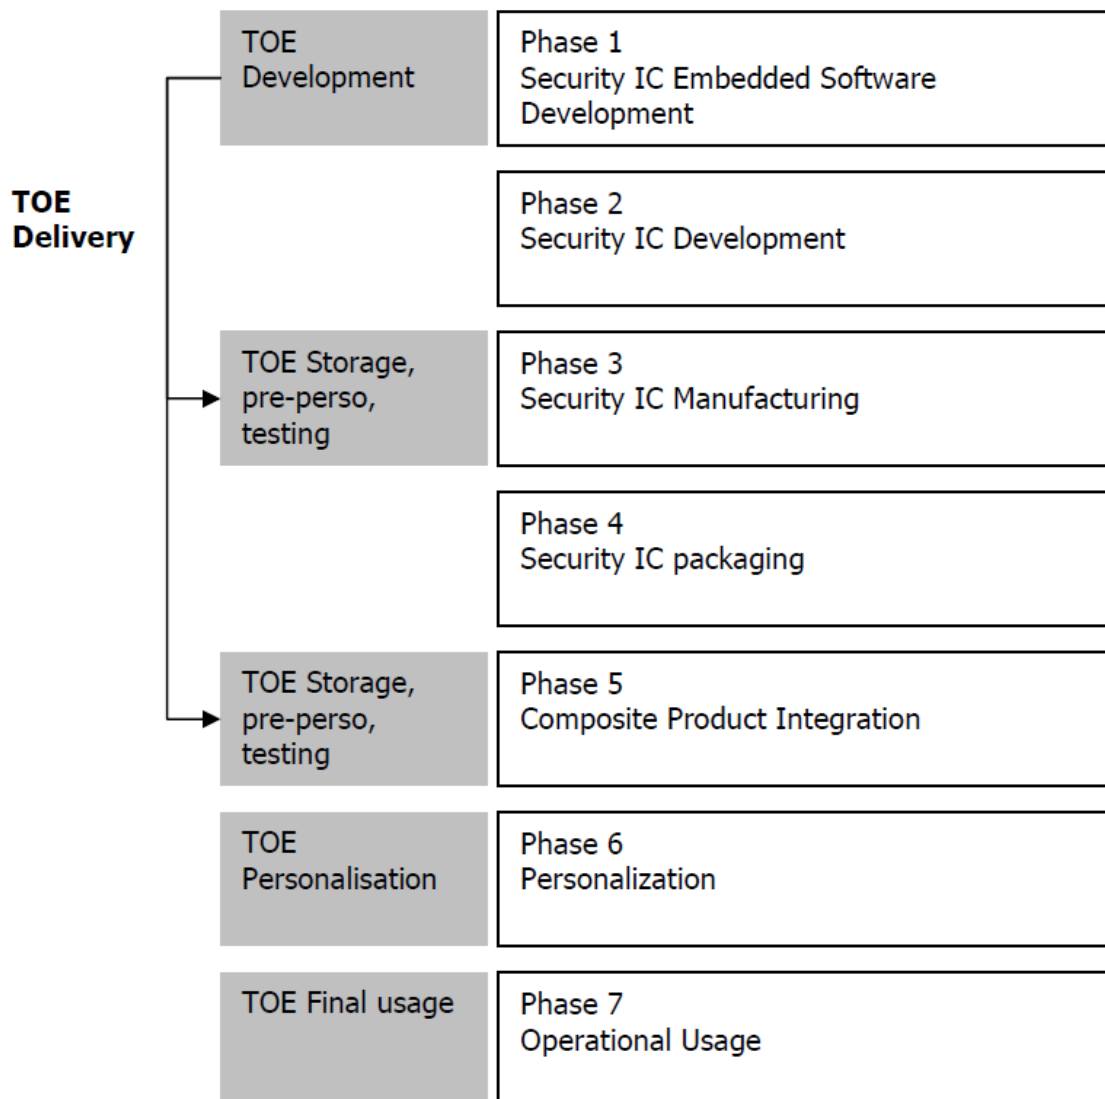 TOE
Development
Phase 1
Security IC Embedded Software
Development
TOE
Delivery
Phase 2
Security IC Development
TOE Storage,
pre-perso,
testing
Phase 3
Security IC Manufacturing
Phase 4
Security IC packaging
TOE Storage,
pre-perso,
testing
Phase 5
Composite Product Integration
TOE
Personalisation
Phase 6
Personalization
TOE Final usage
Phase 7
Operational Usage